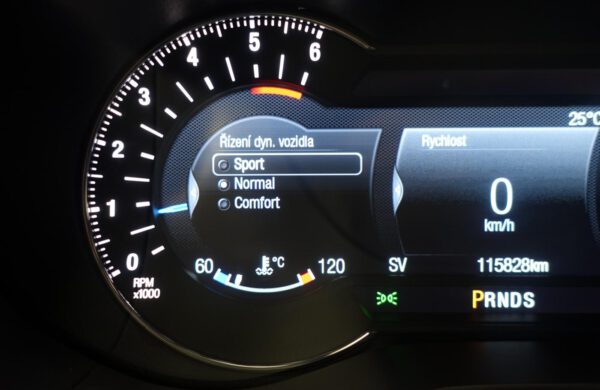 6
5
4
3
2
1
0
RPM
x1000
25°C
Řízení dyn. vozidla
Sport
Normal
Comfort
Rychlost
0
km/h
60 °C 120
SV 115828km
PRNDS